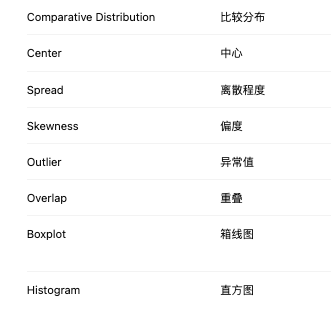 Comparative Distribution 比较分布
Center 中心
Spread 离散程度
Skewness 偏度
Outlier 异常值
Overlap 重叠
Boxplot 箱线图
Histogram 直方图